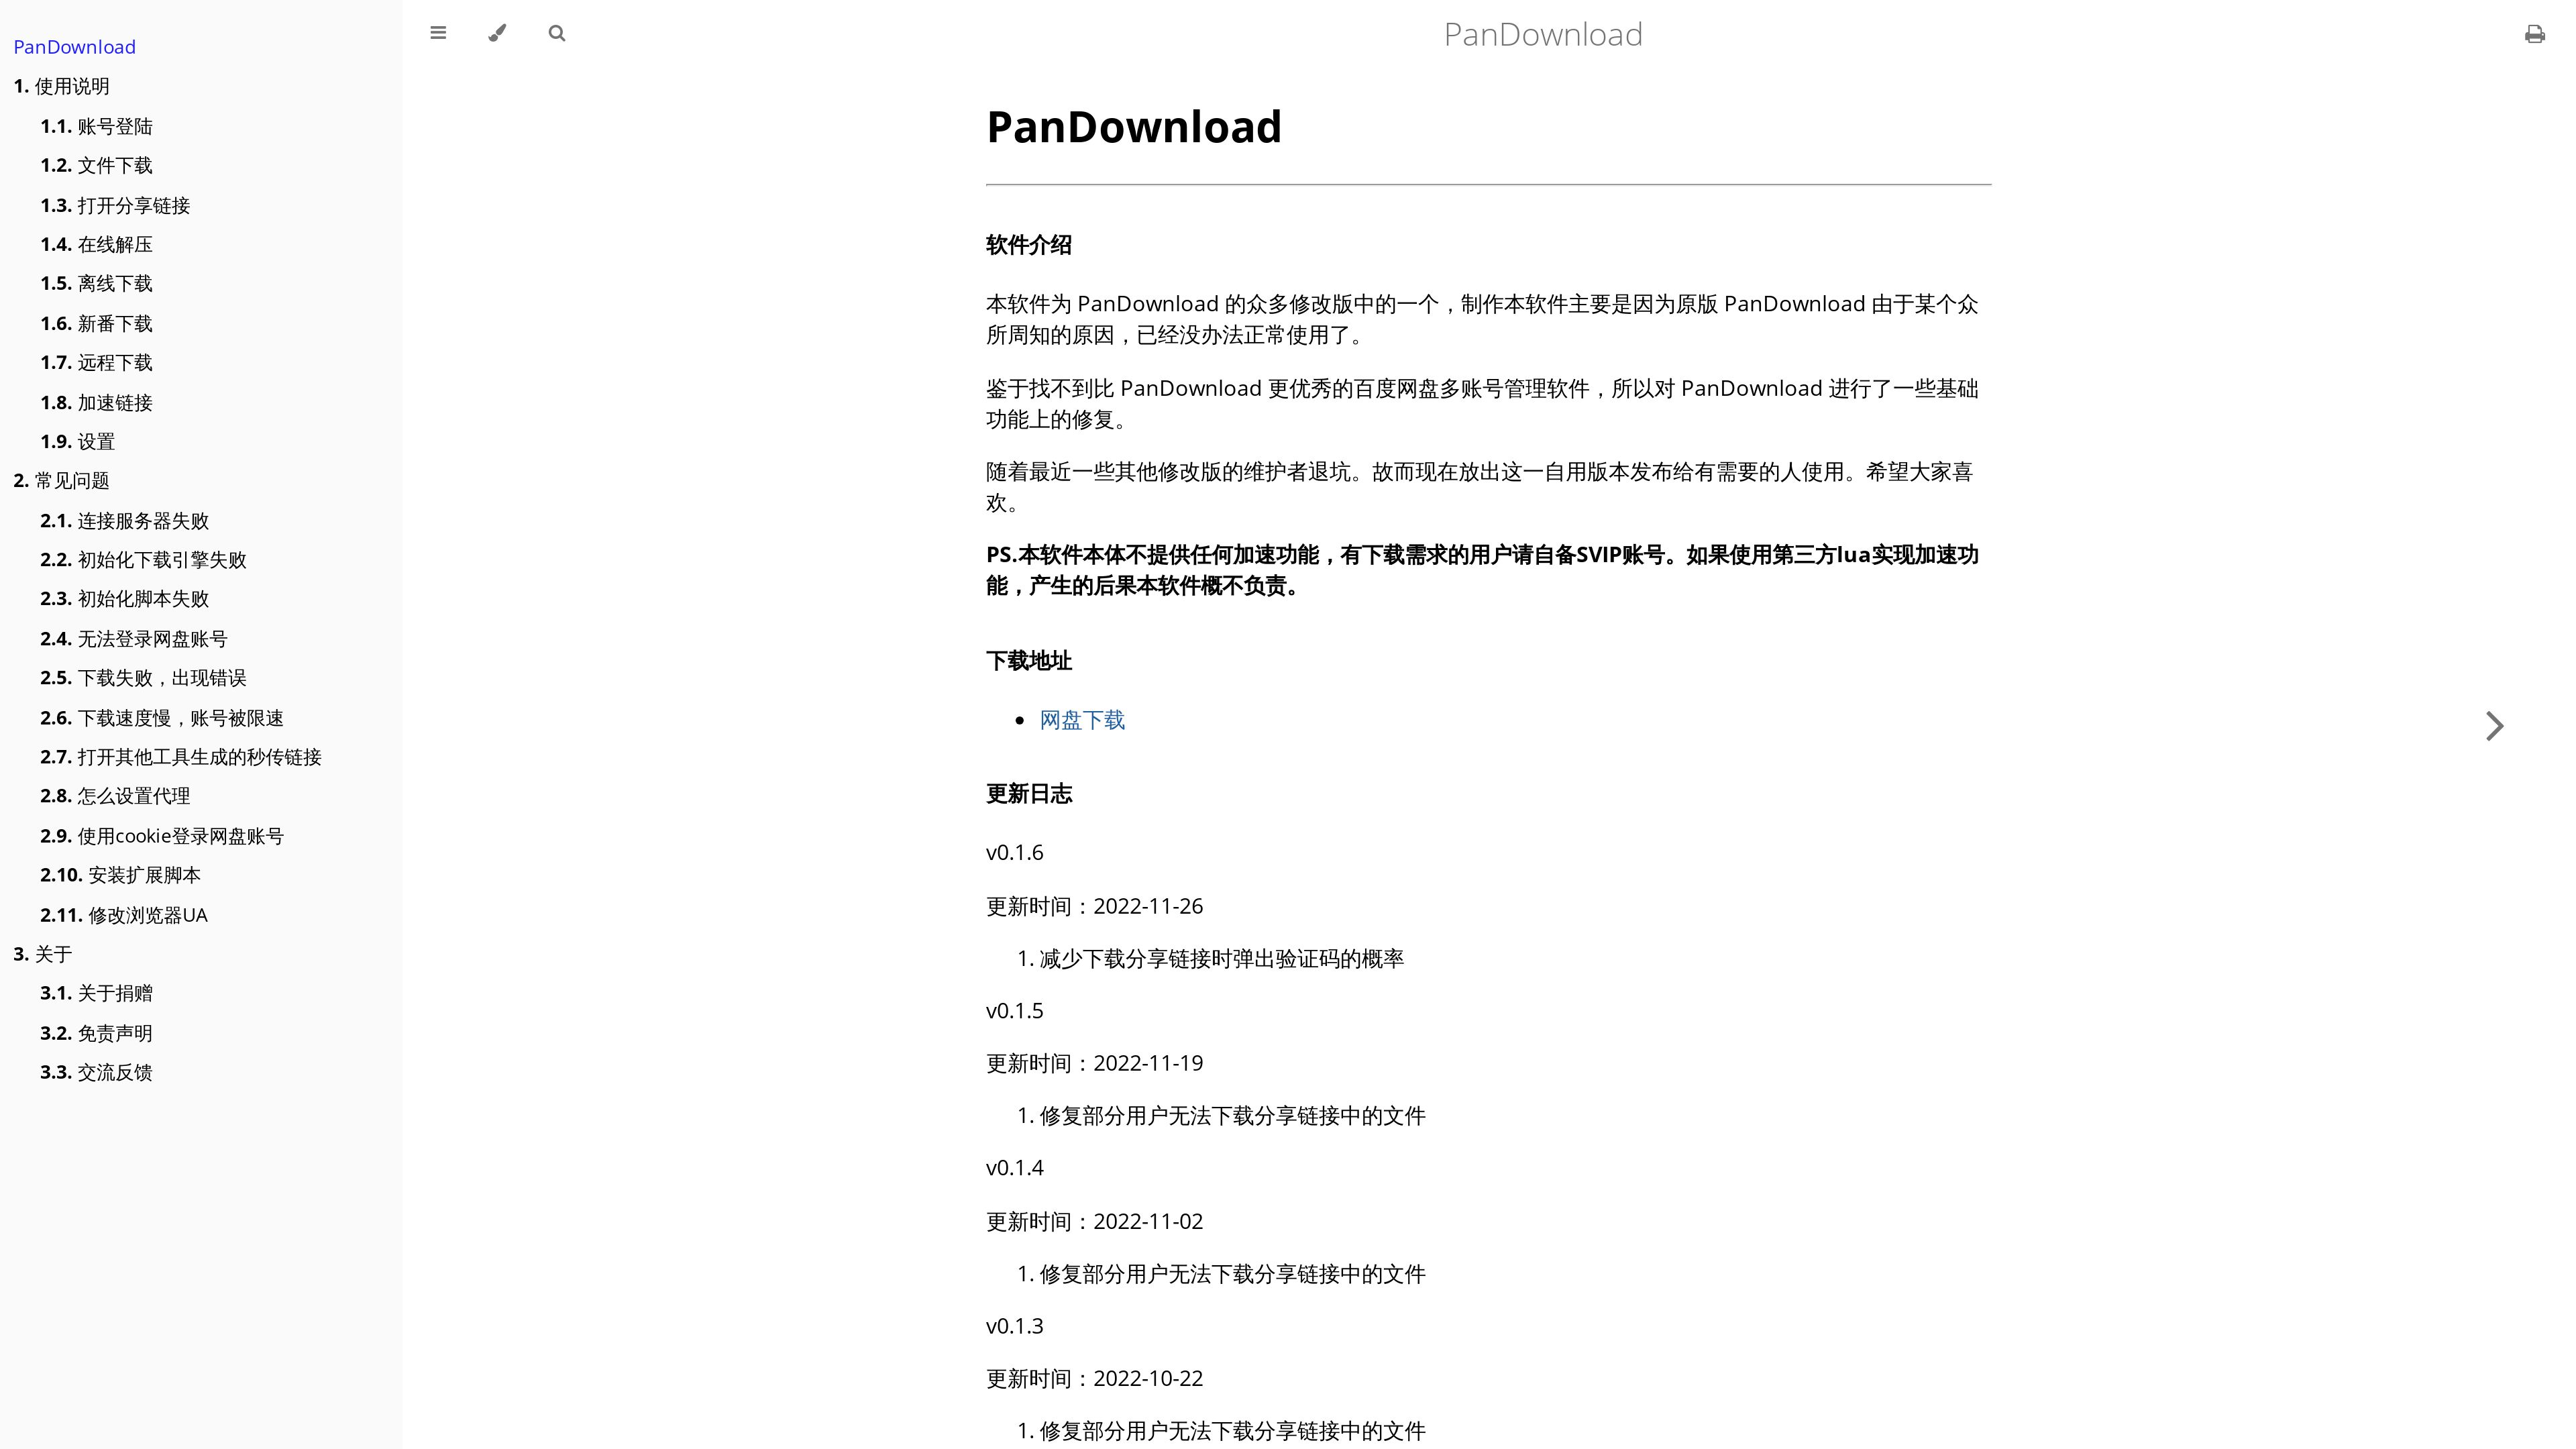 PanDownload
1. 使用说明
1.1. 账号登陆
1.2. 文件下载
1.3. 打开分享链接
1.4. 在线解压
1.5. 离线下载
1.6. 新番下载
1.7. 远程下载
1.8. 加速链接
1.9. 设置
2. 常见问题
2.1. 连接服务器失败
2.2. 初始化下载引擎失败
2.3. 初始化脚本失败
2.4. 无法登录网盘账号
2.5. 下载失败，出现错误
2.6. 下载速度慢，账号被限速
2.7. 打开其他工具生成的秒传链接
2.8. 怎么设置代理
2.9. 使用cookie登录网盘账号
2.10. 安装扩展脚本
2.11. 修改浏览器UA
3. 关于
3.1. 关于捐赠
3.2. 免责声明
3.3. 交流反馈
PanDownload
PanDownload
软件介绍
本软件为 PanDownload 的众多修改版中的一个，制作本软件主要是因为原版 PanDownload 由于某个众
所周知的原因，已经没办法正常使用了。
鉴于找不到比 PanDownload 更优秀的百度网盘多账号管理软件，所以对 PanDownload 进行了一些基础
功能上的修复。
随着最近一些其他修改版的维护者退坑。故而现在放出这一自用版本发布给有需要的人使用。希望大家喜
欢。
PS.本软件本体不提供任何加速功能，有下载需求的用户请自备SVIP账号。如果使用第三方lua实现加速功
能，产生的后果本软件概不负责。
下载地址
• 网盘下载
更新日志
v0.1.6
更新时间：2022-11-26
1. 减少下载分享链接时弹出验证码的概率
v0.1.5
更新时间：2022-11-19
1. 修复部分用户无法下载分享链接中的文件
v0.1.4
更新时间：2022-11-02
1. 修复部分用户无法下载分享链接中的文件
v0.1.3
更新时间：2022-10-22
1. 修复部分用户无法下载分享链接中的文件